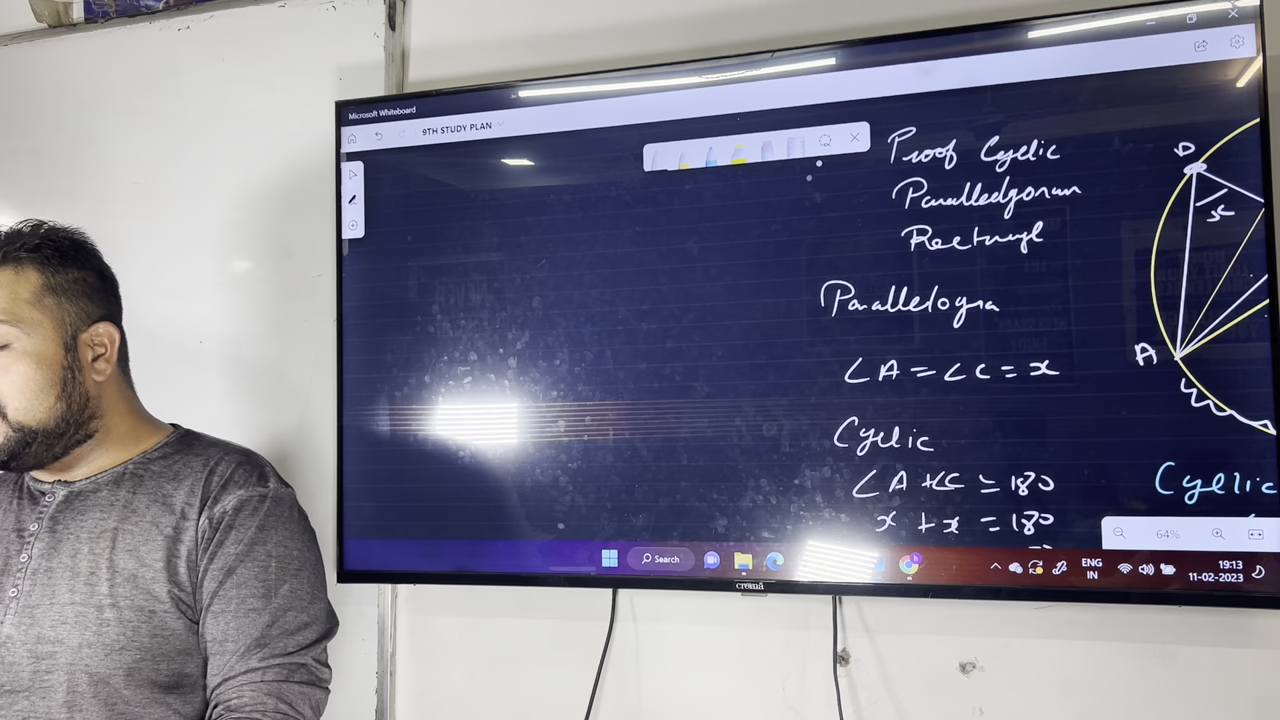 Microsoft Whiteboard
9TH STUDY PLAN
Proof Cyclic
Paralledgoram
Rectangl
D
x
Parallelogra
A
∠A = ∠C = x
Cyclic
∠A + ∠C = 180
Cyclic
x + x = 180
64%
Search
ENG
IN
19:13
11-02-2023
croma